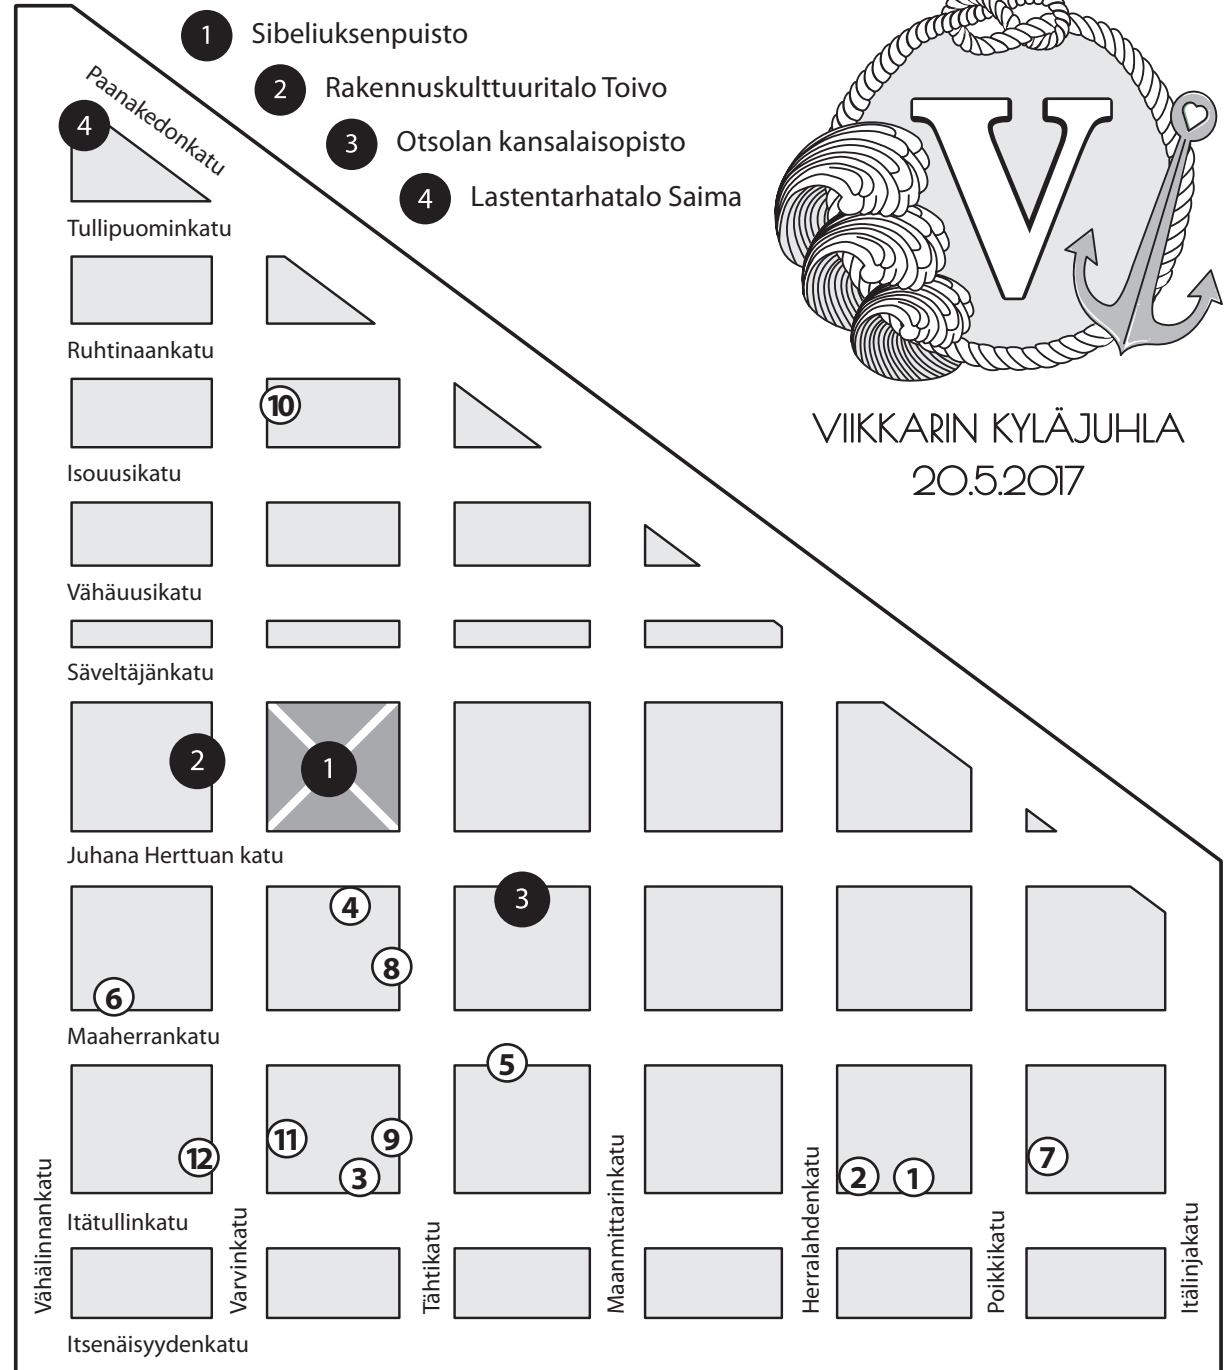 1 Sibeliuksenpuisto
2 Rakennuskulttuuritalo Toivo
3 Otsolan kansalaisopisto
4 Lastentarhatalo Saima
V
VIIKKARIN KYLÄJUHLA
20.5.2017
Paanakedonkatu
4
Tullipuominkatu
Ruhtinaankatu
10
Isouusikatu
Vähäuusikatu
Säveltäjänkatu
2
1
Juhana Herttuan katu
4
3
8
6
Maaherrankatu
5
11
9
12
3
2
1
7
Itätullinkatu
Vähälinnankatu
Varvinkatu
Tähtikatu
Maanmittarinkatu
Herralahdenkatu
Poikkikatu
Itälinjakatu
Itsenäisyydenkatu